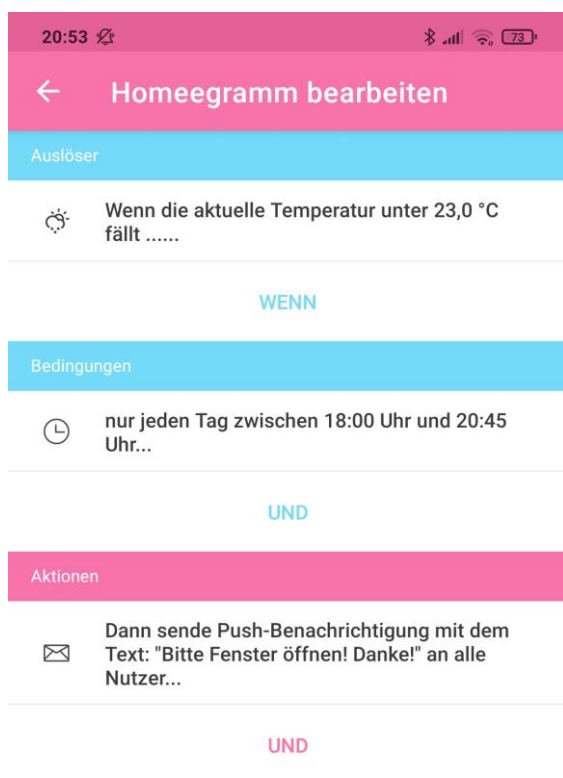 20:53 73
Homeegramm bearbeiten
Auslöser
Wenn die aktuelle Temperatur unter 23,0 °C
fällt ......
WENN
Bedingungen
nur jeden Tag zwischen 18:00 Uhr und 20:45
Uhr...
UND
Aktionen
Dann sende Push-Benachrichtigung mit dem
Text: "Bitte Fenster öffnen! Danke!" an alle
Nutzer...
UND